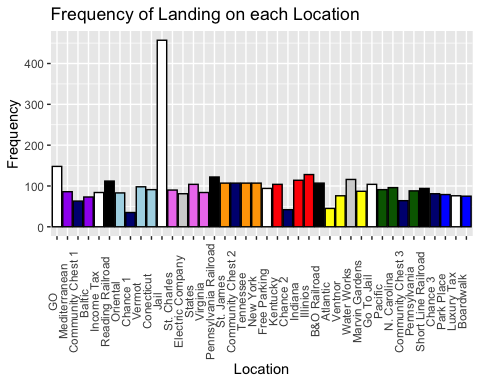 Frequency of Landing on each Location
Frequency
400
300
200
100
0
GO
Mediterranean
Community Chest 1
Baltic
Income Tax
Reading Railroad
Oriental
Chance 1
Vermot
Conecticut
Jail
St. Charles
Electric Company
States
Virginia
Pennsylvania Railroad
St. James
Community Chest 2
Tennessee
New York
Free Parking
Kentucky
Chance 2
Indiana
Illinios
B&O Railroad
Atlantic
Ventnor
Water Works
Marvin Gardens
Go To Jail
Pacific
N. Carolina
Community Chest 3
Pennsylvania
Short Line Railroad
Chance 3
Park Place
Luxury Tax
Boardwalk
Location